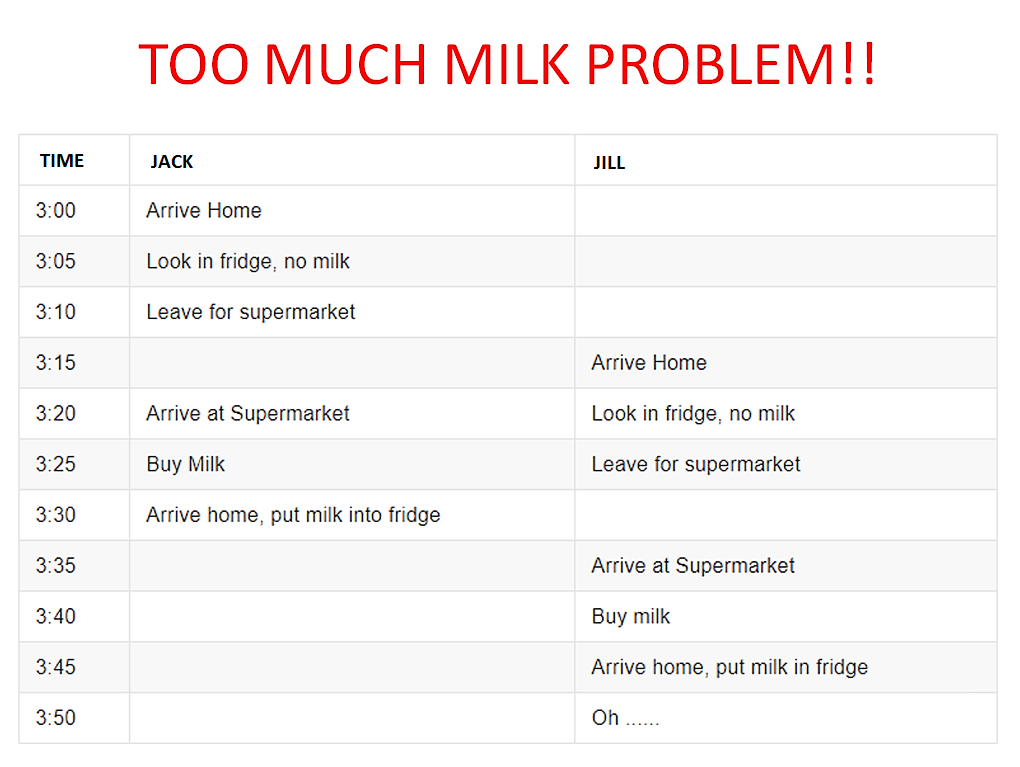 TOO MUCH MILK PROBLEM!!
TIME JACK JILL
3:00 Arrive Home
3:05 Look in fridge, no milk
3:10 Leave for supermarket
3:15 Arrive Home
3:20 Arrive at Supermarket Look in fridge, no milk
3:25 Buy Milk Leave for supermarket
3:30 Arrive home, put milk into fridge
3:35 Arrive at Supermarket
3:40 Buy milk
3:45 Arrive home, put milk in fridge
3:50 Oh ......